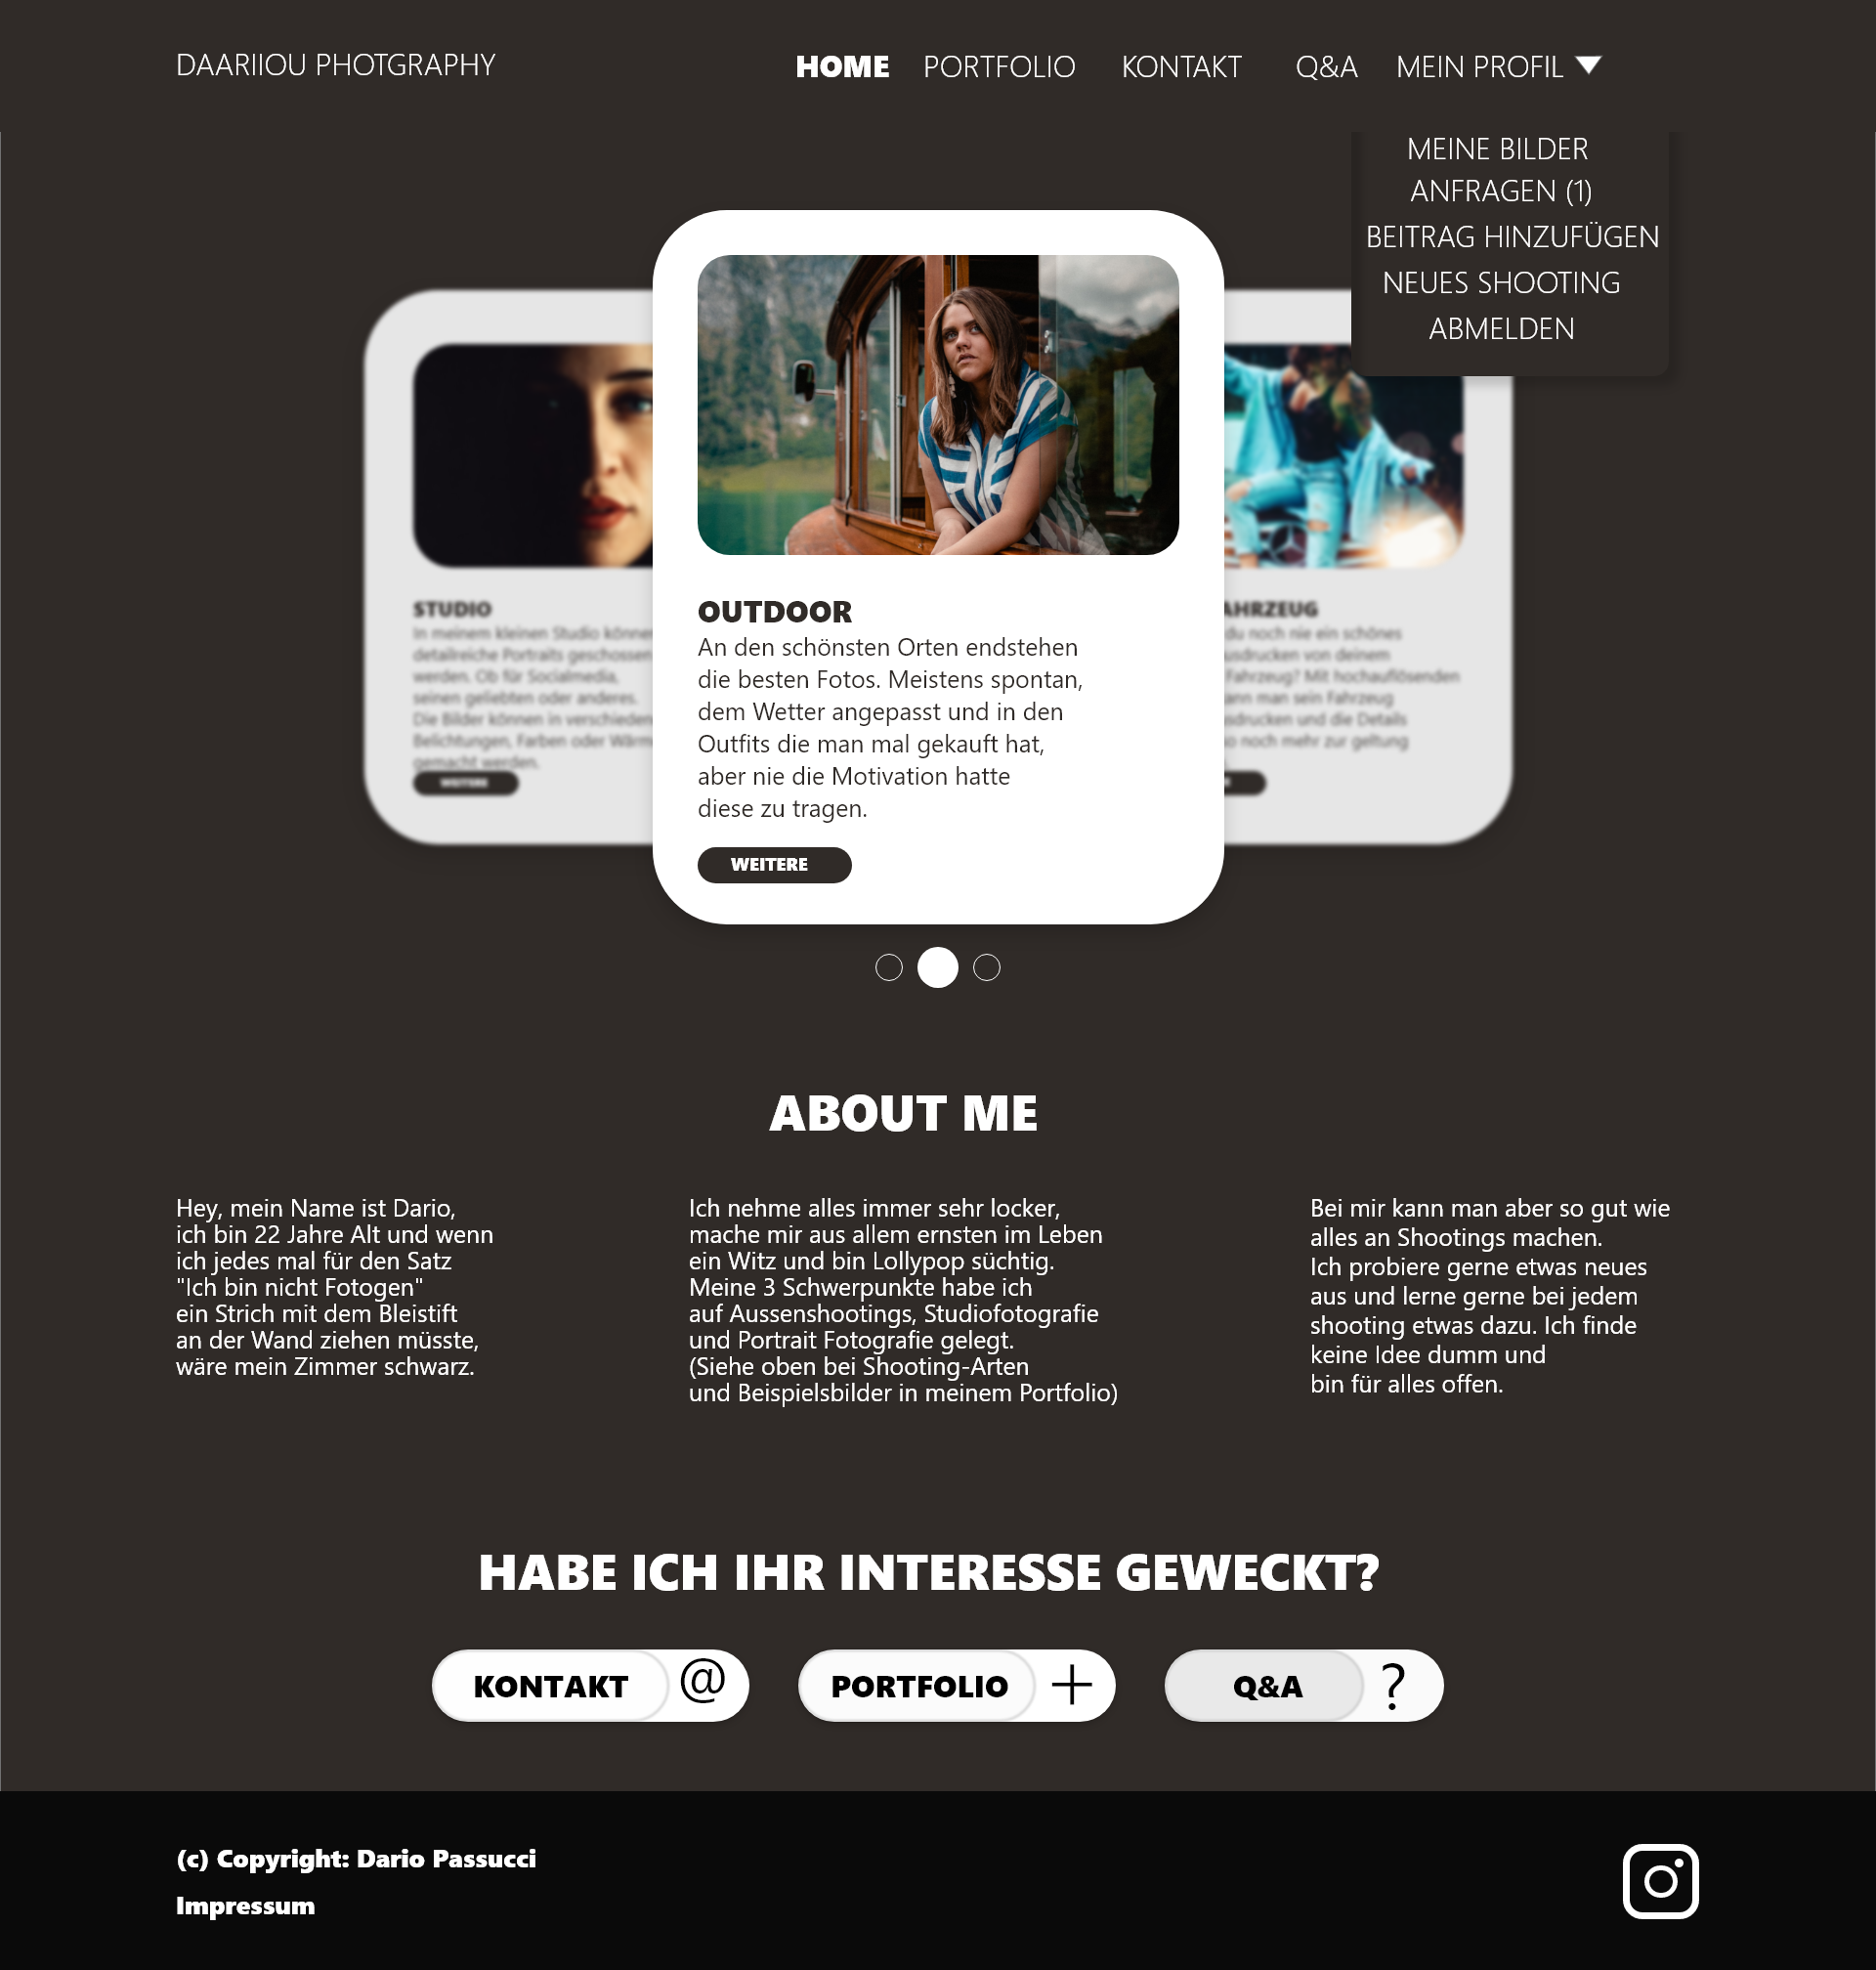 DAARIIOU PHOTGRAPHY
HOME PORTFOLIO KONTAKT Q&A MEIN PROFIL
MEINE BILDER
ANFRAGEN (1)
BEITRAG HINZUFÜGEN
NEUES SHOOTING
ABMELDEN
STUDIO
In meinem kleinen Studio können
detailreiche Portraits geschossen
werden. Ob für Socialmedia,
seinen geliebten oder anderes.
Die Bilder können in verschieden
Belichtungen, Farben oder Wärm
gemacht werden.
WEITERE
OUTDOOR
An den schönsten Orten endstehen
die besten Fotos. Meistens spontan,
dem Wetter angepasst und in den
Outfits die man mal gekauft hat,
aber nie die Motivation hatte
diese zu tragen.
WEITERE
AHRZEUG
du noch nie ein schönes
usdrucken von deinem
Fahrzeug? Mit hochauflösenden
ann man sein Fahrzeug
usdrucken und die Details
so noch mehr zur geltung
ABOUT ME
Hey, mein Name ist Dario,
ich bin 22 Jahre Alt und wenn
ich jedes mal für den Satz
"Ich bin nicht Fotogen"
ein Strich mit dem Bleistift
an der Wand ziehen müsste,
wäre mein Zimmer schwarz.
Ich nehme alles immer sehr locker,
mache mir aus allem ernsten im Leben
ein Witz und bin Lollypop süchtig.
Meine 3 Schwerpunkte habe ich
auf Aussenshootings, Studiofotografie
und Portrait Fotografie gelegt.
(Siehe oben bei Shooting-Arten
und Beispielsbilder in meinem Portfolio)
Bei mir kann man aber so gut wie
alles an Shootings machen.
Ich probiere gerne etwas neues
aus und lerne gerne bei jedem
shooting etwas dazu. Ich finde
keine Idee dumm und
bin für alles offen.
HABE ICH IHR INTERESSE GEWECKT?
KONTAKT @
PORTFOLIO +
Q&A ?
(c) Copyright: Dario Passucci
Impressum